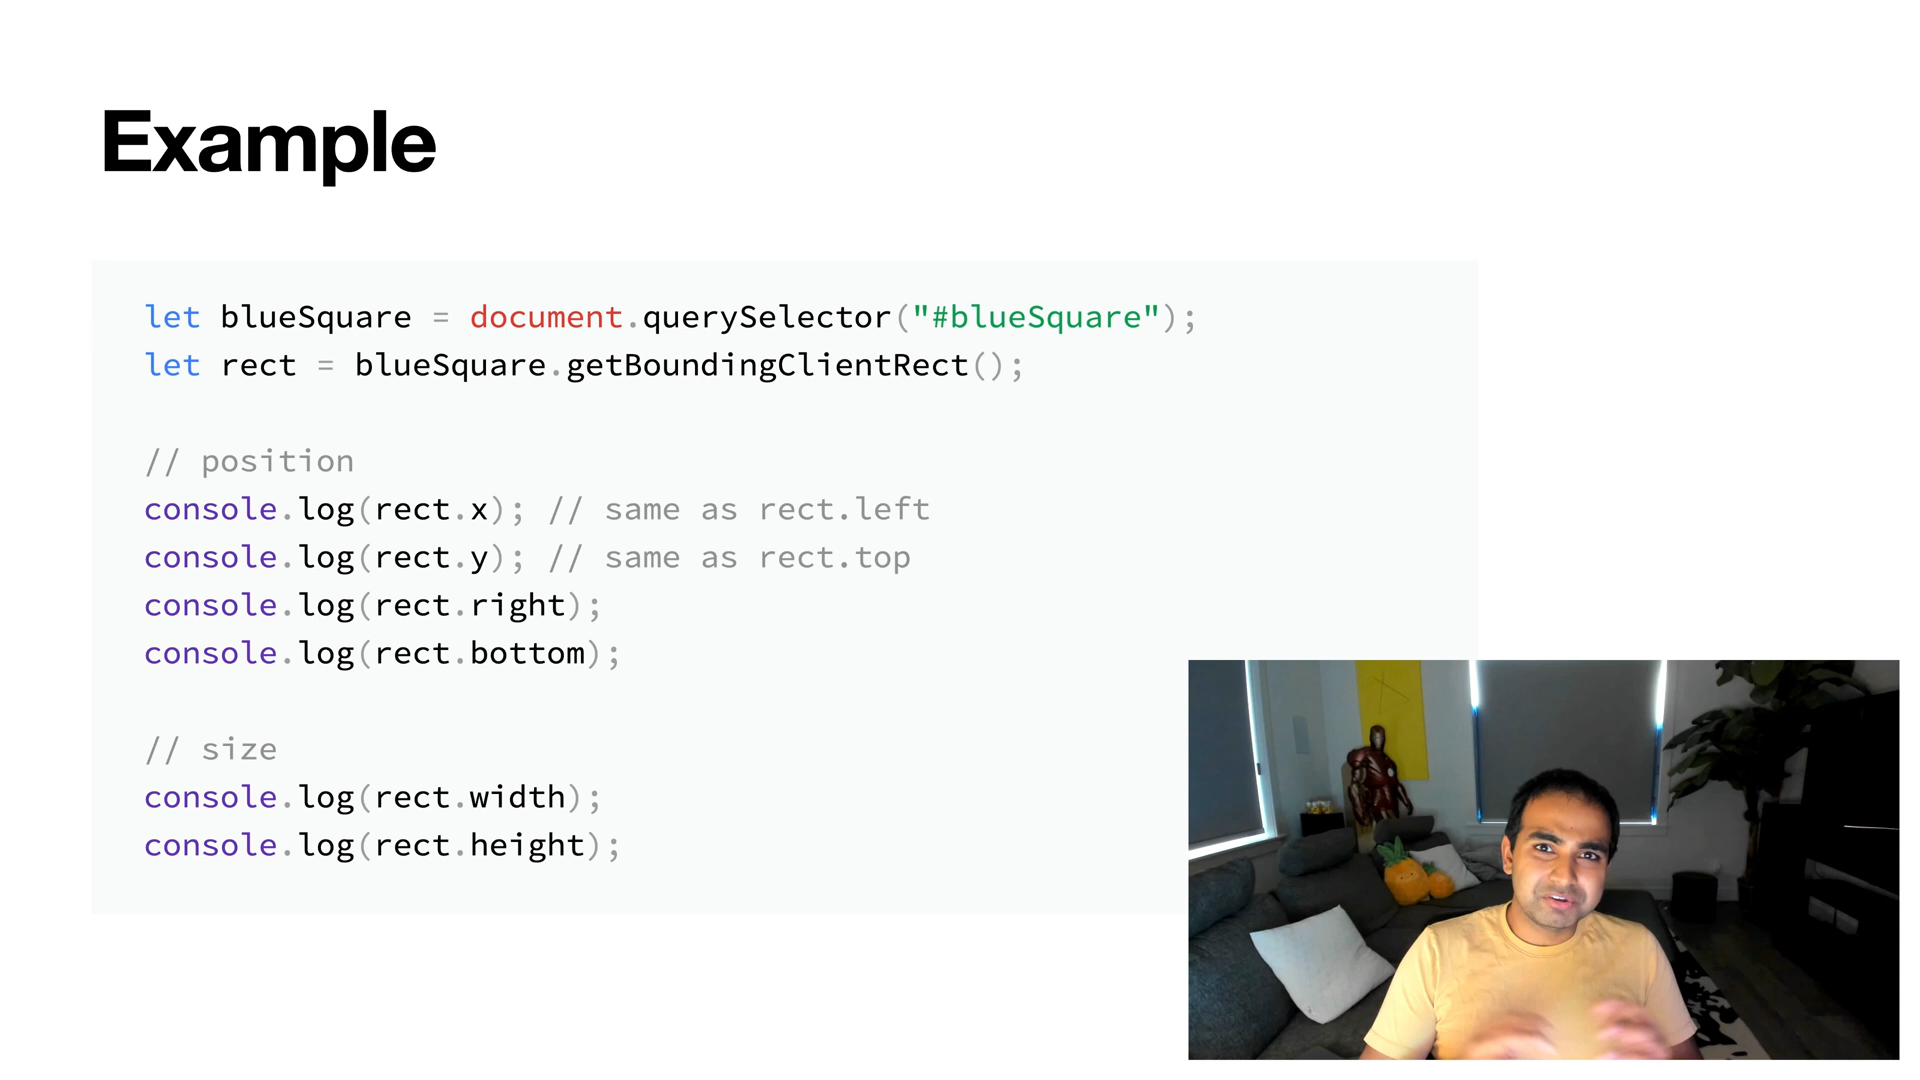 Example
let blueSquare = document.querySelector("#blueSquare");
let rect = blueSquare.getBoundingClientRect();
// position
console.log(rect.x); // same as rect.left
console.log(rect.y); // same as rect.top
console.log(rect.right);
console.log(rect.bottom);
// size
console.log(rect.width);
console.log(rect.height);